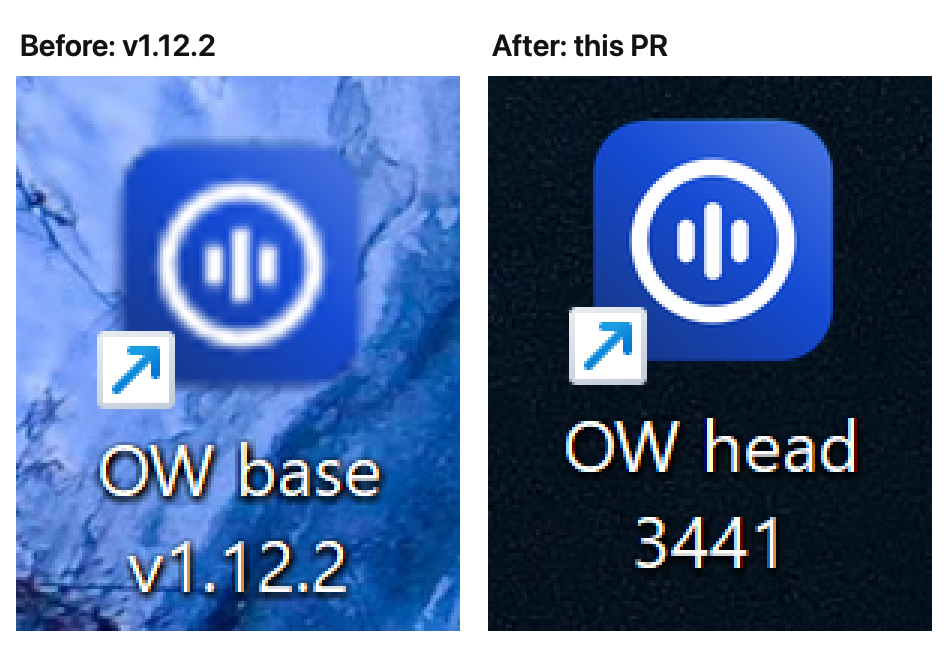 Before: v1.12.2
After: this PR
OW base
v1.12.2
OW head
3441